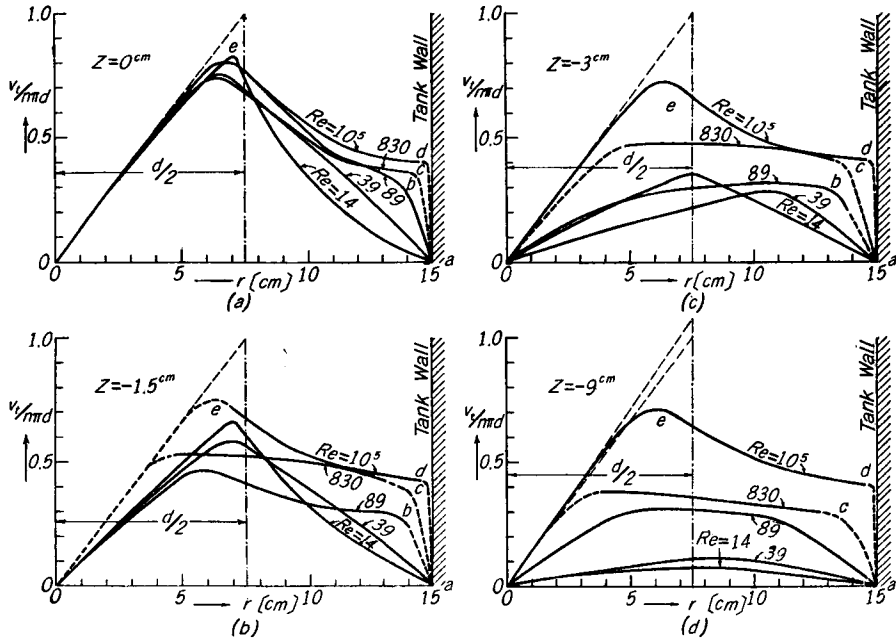 1.0
Z=0cm
e
vt/nπd
0.5
Re=10⁵
830
d
c
b
d/2
39
89
Re=14
Tank Wall
0
0
5
10
15
a
r [cm]
(a)
1.0
Z=-3cm
e
vt/nπd
0.5
Re=10⁵
830
d
c
d/2
89
b
39
Re=14
Tank Wall
0
0
5
10
15
a
r [cm]
(c)
1.0
Z=-1.5cm
e
vt/nπd
0.5
Re=10⁵
830
d
c
b
89
d/2
39
Re=14
Tank Wall
0
0
5
10
15
a
r [cm]
(b)
1.0
Z=-9cm
e
vt/nπd
0.5
Re=10⁵
d
d/2
830
c
89
Re=14
39
Tank Wall
0
0
5
10
15
a
r [cm]
(d)